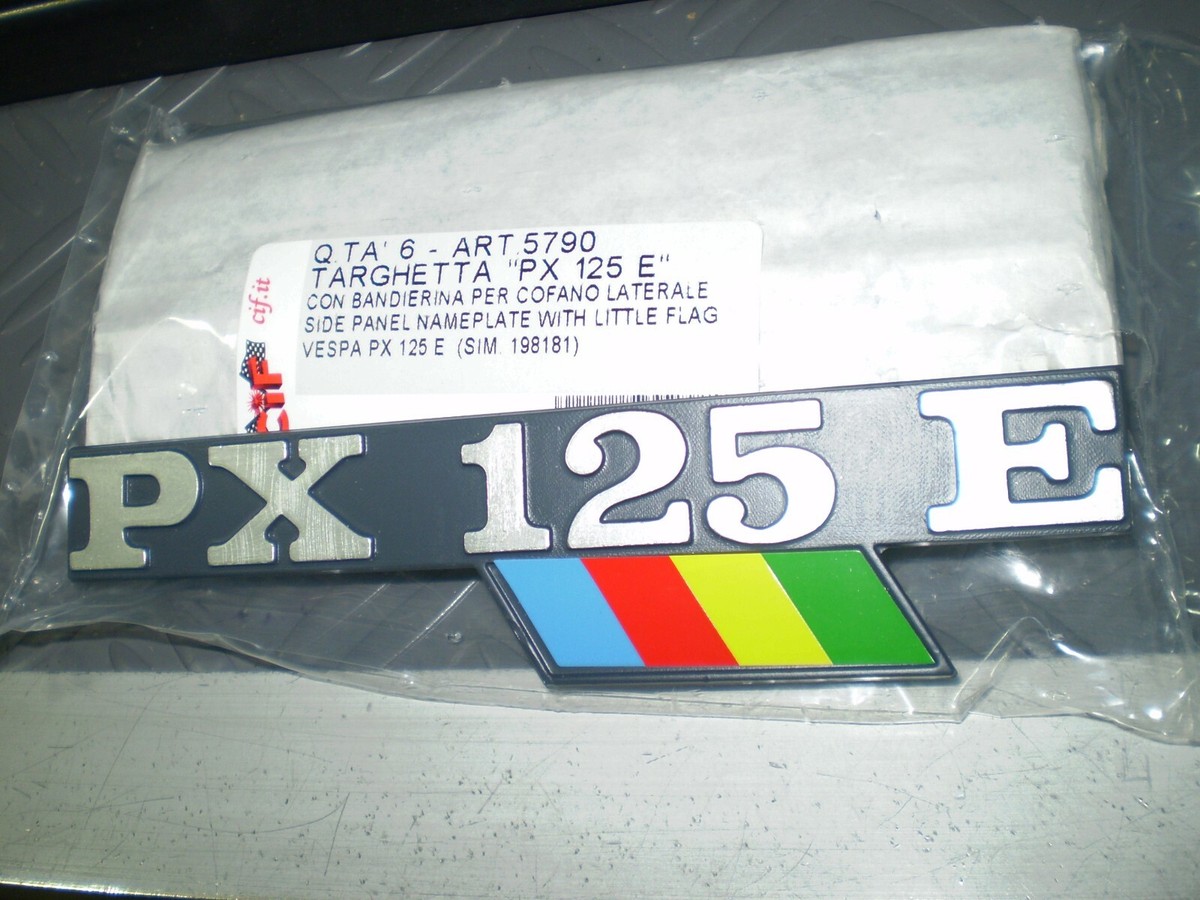 Q.TA' 6 - ART.5790
TARGHETTA "PX 125 E"
CON BANDIERINA PER COFANO LATERALE
SIDE PANEL NAMEPLATE WITH LITTLE FLAG
VESPA PX 125 E (SIM. 198181)
cif.it
CIF
PX 125 E